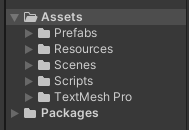 Assets
Prefabs
Resources
Scenes
Scripts
TextMesh Pro
Packages